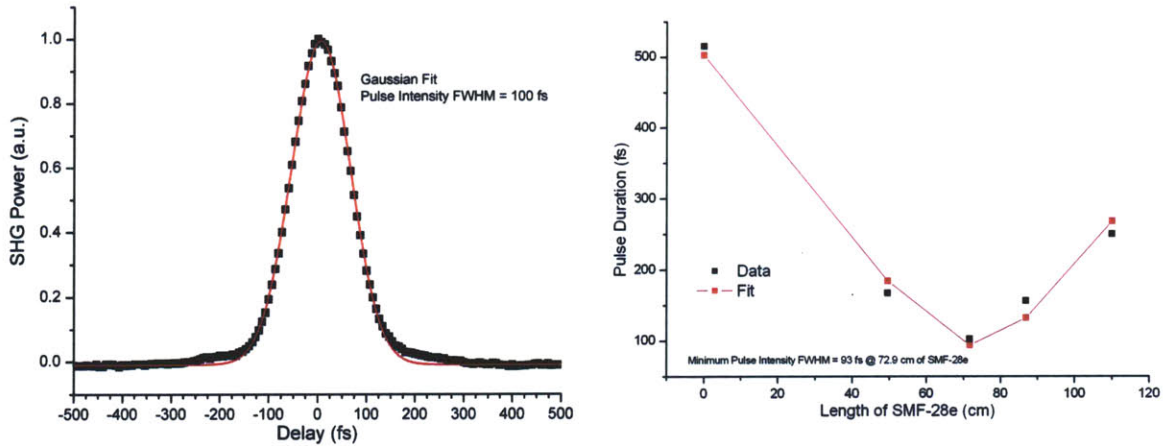 1.0
0.8
0.6
0.4
0.2
0.0
SHG Power (a.u.)
Gaussian Fit
Pulse Intensity FWHM = 100 fs
-500 -400 -300 -200 -100 0 100 200 300 400 500
Delay (fs)
500
400
300
200
100
Pulse Duration (fs)
Data
Fit
Minimum Pulse Intensity FWHM = 93 fs @ 72.9 cm of SMF-28e
0 20 40 60 80 100 120
Length of SMF-28e (cm)